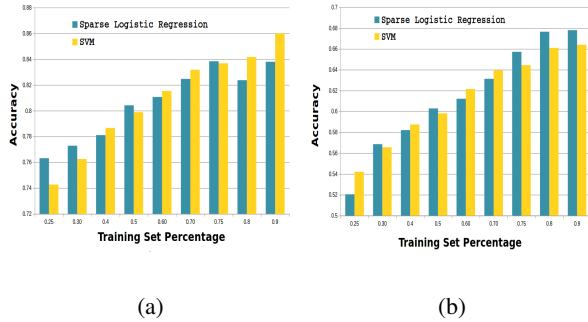 0.88
0.86
0.84
0.82
0.8
0.78
0.76
0.74
0.72
Accuracy
Sparse Logistic Regression
SVM
0.25 0.30 0.4 0.5 0.60 0.70 0.75 0.8 0.9
Training Set Percentage
(a)
0.7
0.68
0.66
0.64
0.62
0.6
0.58
0.56
0.54
0.52
0.5
Accuracy
Sparse Logistic Regression
SVM
0.25 0.30 0.4 0.5 0.60 0.70 0.75 0.8 0.9
Training Set Percentage
(b)